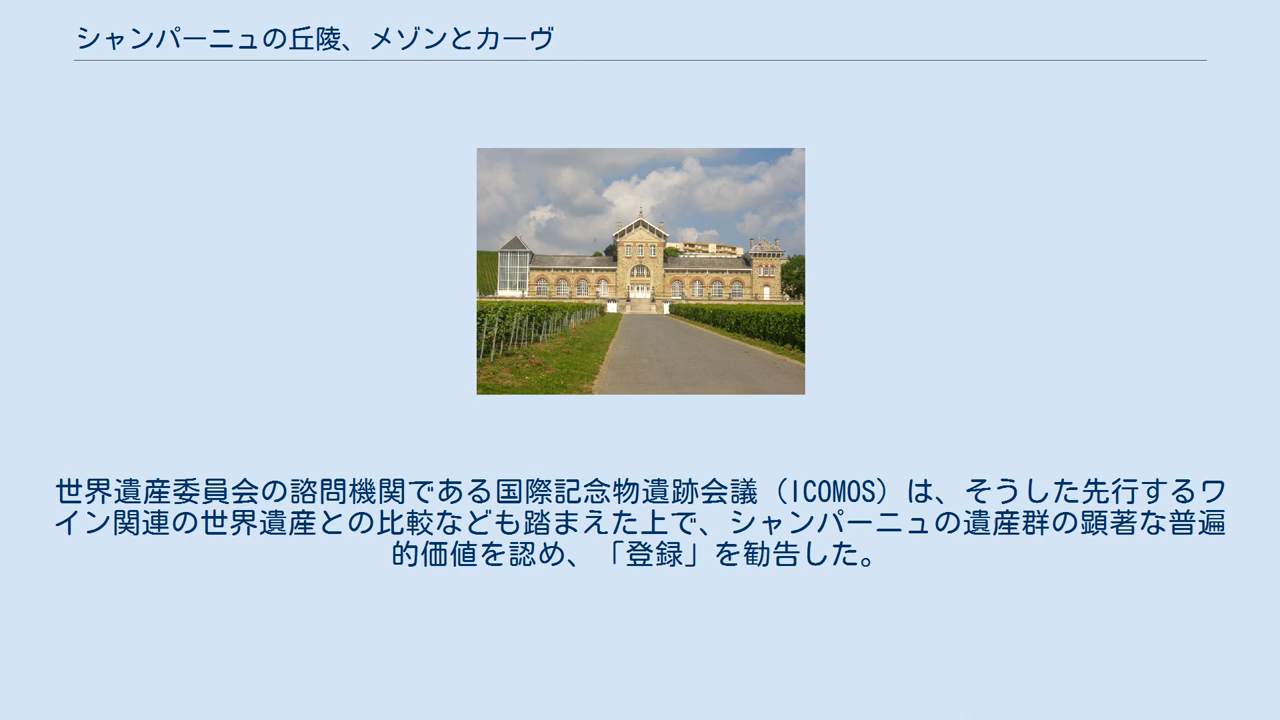 シャンパーニュの丘陵、メゾンとカーヴ
世界遺産委員会の諮問機関である国際記念物遺跡会議（ICOMOS）は、そうした先行するワ
イン関連の世界遺産との比較なども踏まえた上で、シャンパーニュの遺産群の顕著な普遍
的価値を認め、「登録」を勧告した。